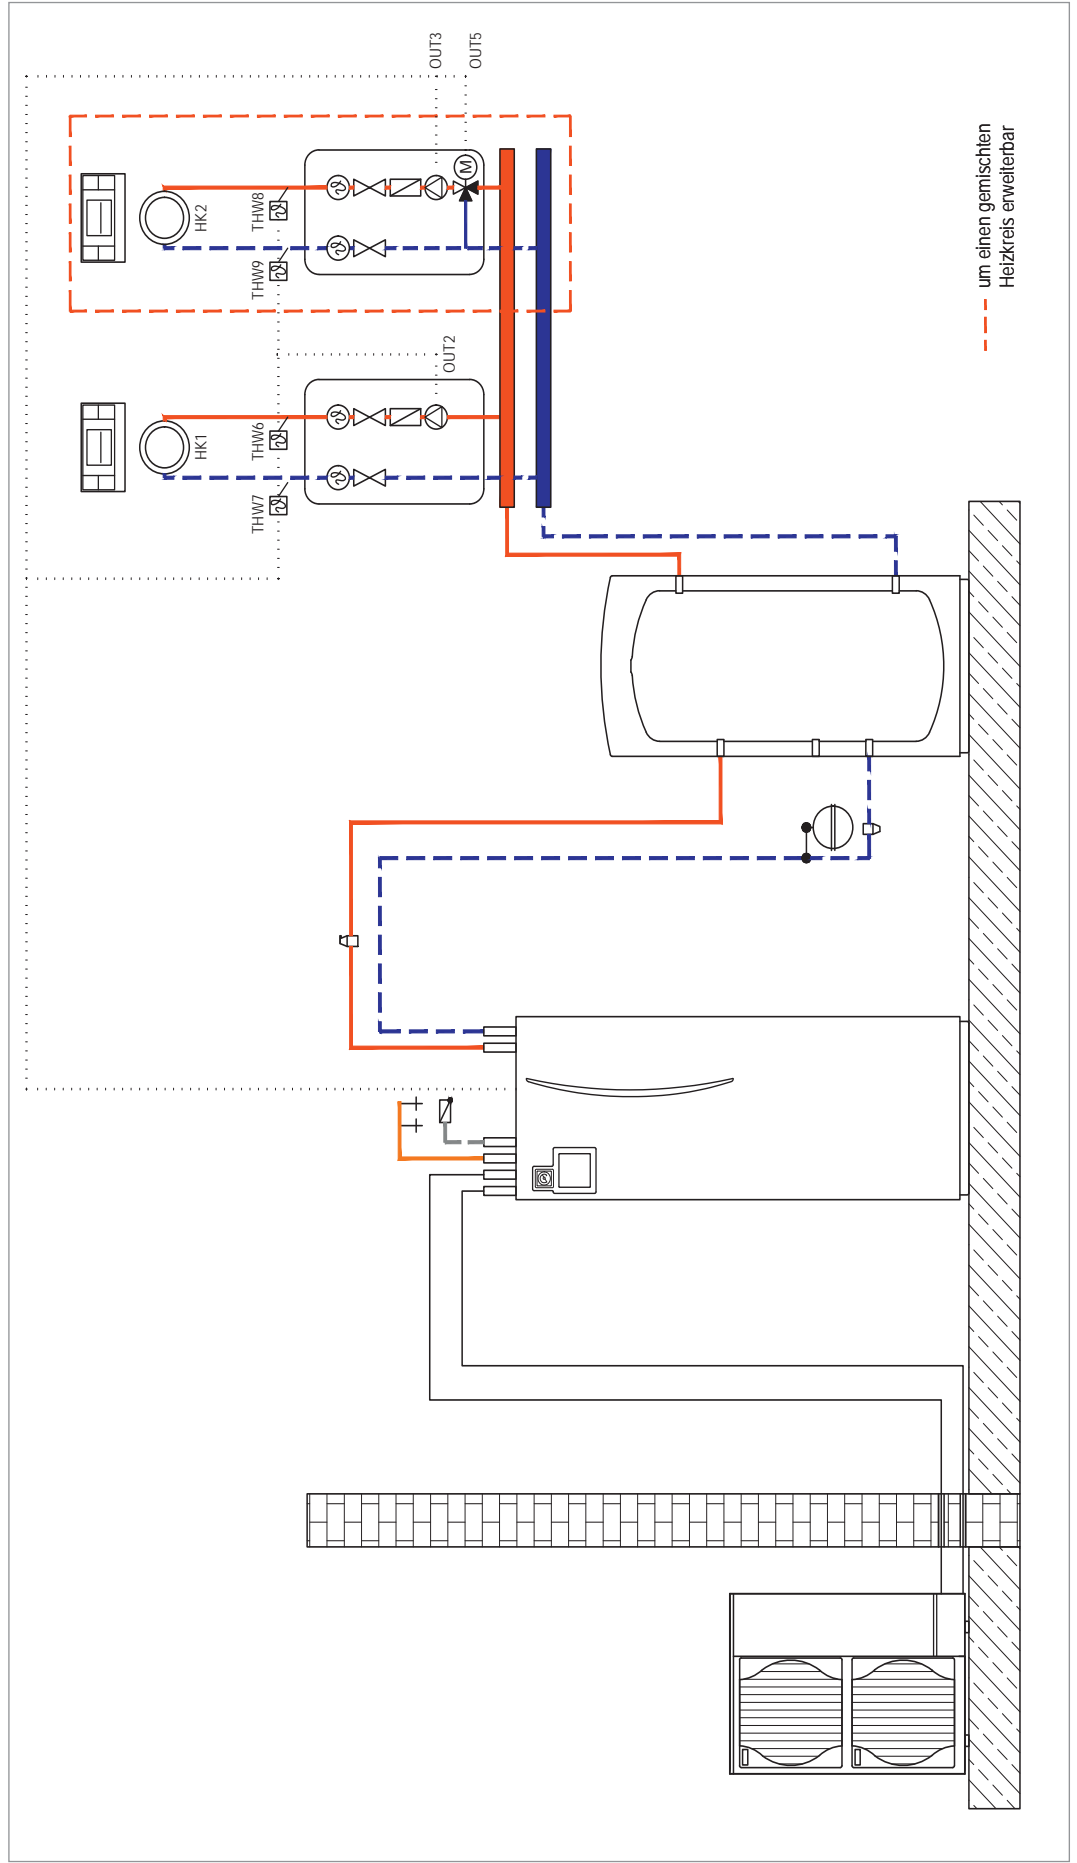 OUT3
OUT5
M
HK2
THW8
THW9
OUT2
HK1
THW6
THW7
um einen gemischten
Heizkreis erweiterbar